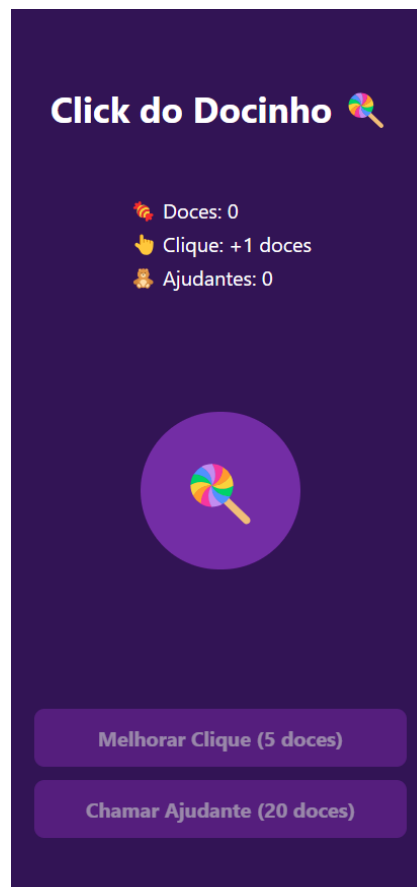 Click do Docinho 🍭
🍬 Doces: 0
👆 Clique: +1 doces
🧸 Ajudantes: 0
Melhorar Clique (5 doces)
Chamar Ajudante (20 doces)